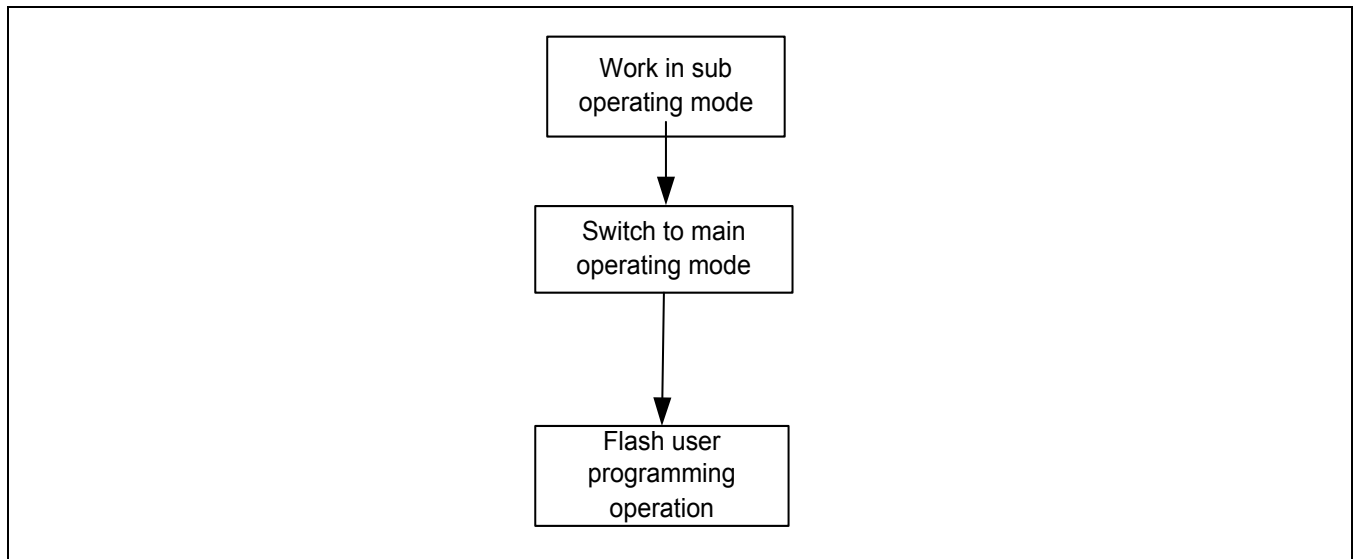 Work in sub
operating mode
Switch to main
operating mode
Flash user
programming
operation